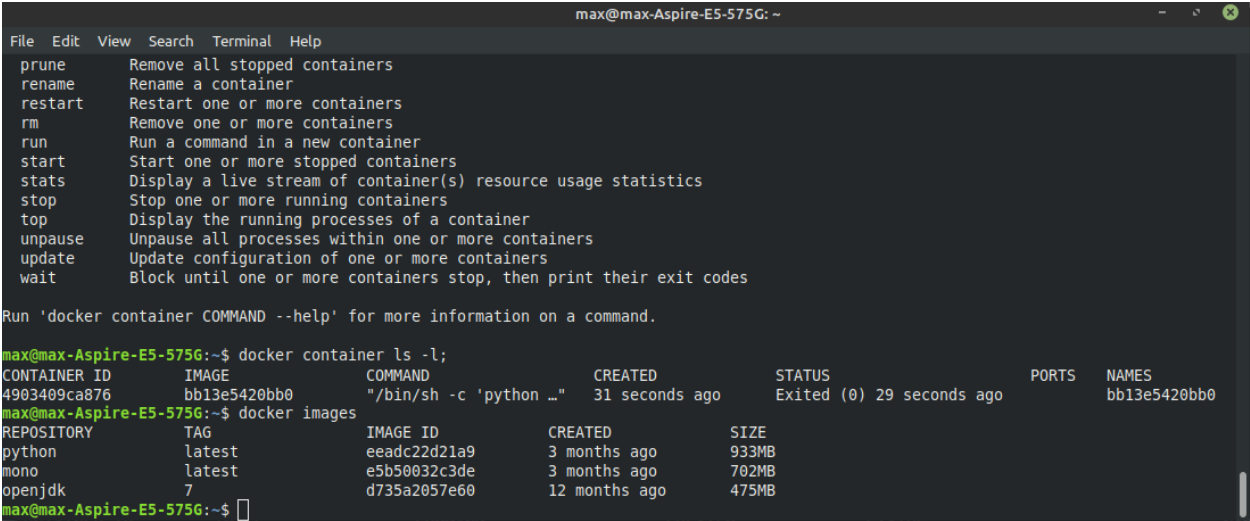 max@max-Aspire-E5-575G: ~
File Edit View Search Terminal Help
prune Remove all stopped containers
rename Rename a container
restart Restart one or more containers
rm Remove one or more containers
run Run a command in a new container
start Start one or more stopped containers
stats Display a live stream of container(s) resource usage statistics
stop Stop one or more running containers
top Display the running processes of a container
unpause Unpause all processes within one or more containers
update Update configuration of one or more containers
wait Block until one or more containers stop, then print their exit codes
Run 'docker container COMMAND --help' for more information on a command.
max@max-Aspire-E5-575G:~$ docker container ls -l;
CONTAINER ID IMAGE COMMAND CREATED STATUS PORTS NAMES
4903409ca876 bb13e5420bb0 "/bin/sh -c 'python …" 31 seconds ago Exited (0) 29 seconds ago bb13e5420bb0
max@max-Aspire-E5-575G:~$ docker images
REPOSITORY TAG IMAGE ID CREATED SIZE
python latest eeadc22d21a9 3 months ago 933MB
mono latest e5b50032c3de 3 months ago 702MB
openjdk 7 d735a2057e60 12 months ago 475MB
max@max-Aspire-E5-575G:~$